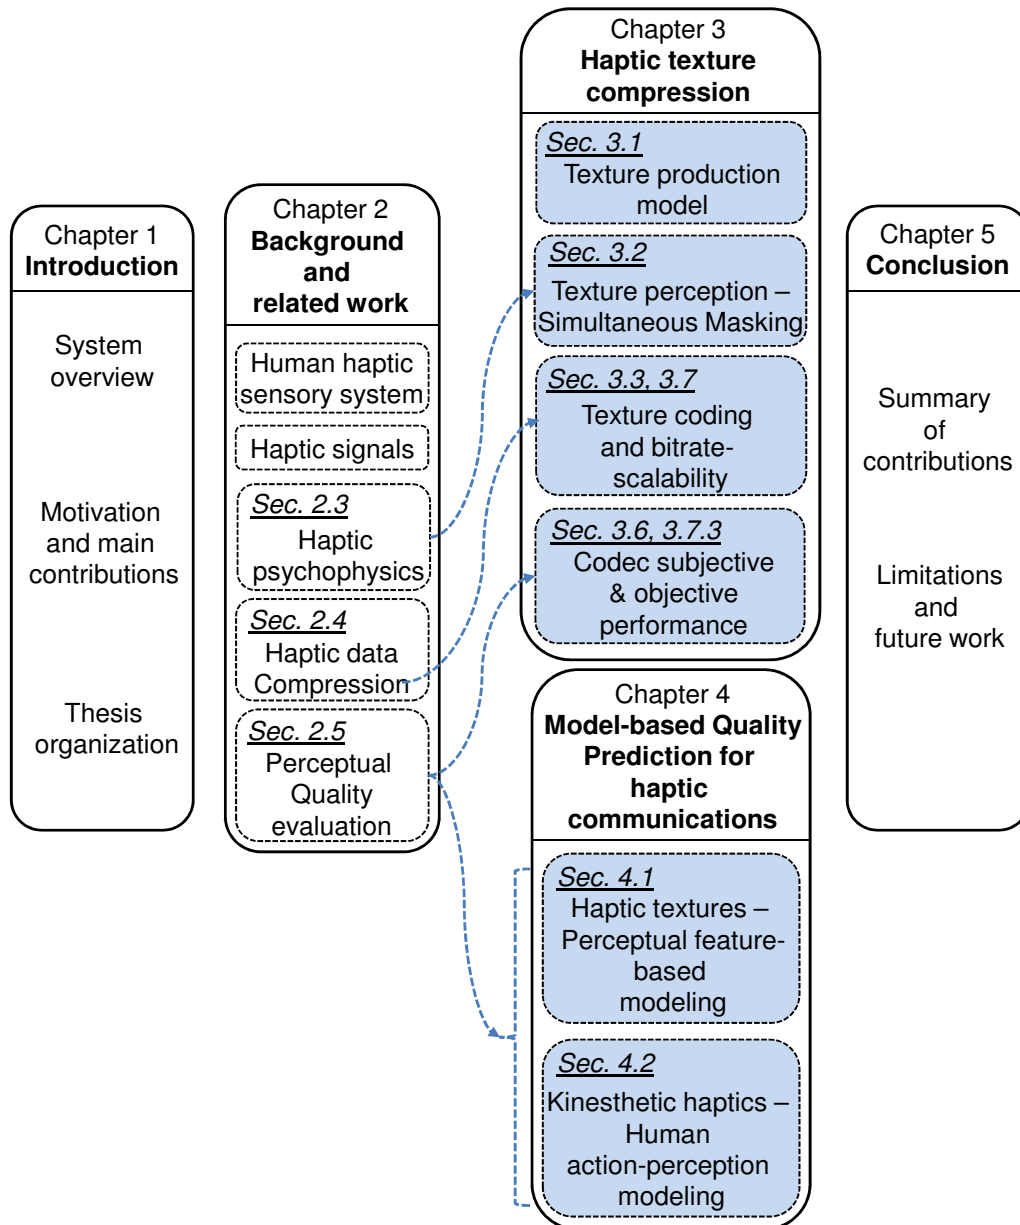 Chapter 1
Introduction
System
overview
Motivation
and main
contributions
Thesis
organization
Chapter 2
Background
and
related work
Human haptic
sensory system
Haptic signals
Sec. 2.3
Haptic
psychophysics
Sec. 2.4
Haptic data
Compression
Sec. 2.5
Perceptual
Quality
evaluation
Chapter 3
Haptic texture
compression
Sec. 3.1
Texture production
model
Sec. 3.2
Texture perception –
Simultaneous Masking
Sec. 3.3, 3.7
Texture coding
and bitrate-
scalability
Sec. 3.6, 3.7.3
Codec subjective
& objective
performance
Chapter 4
Model-based Quality
Prediction for
haptic
communications
Sec. 4.1
Haptic textures –
Perceptual feature-
based
modeling
Sec. 4.2
Kinesthetic haptics –
Human
action-perception
modeling
Chapter 5
Conclusion
Summary
of
contributions
Limitations
and
future work